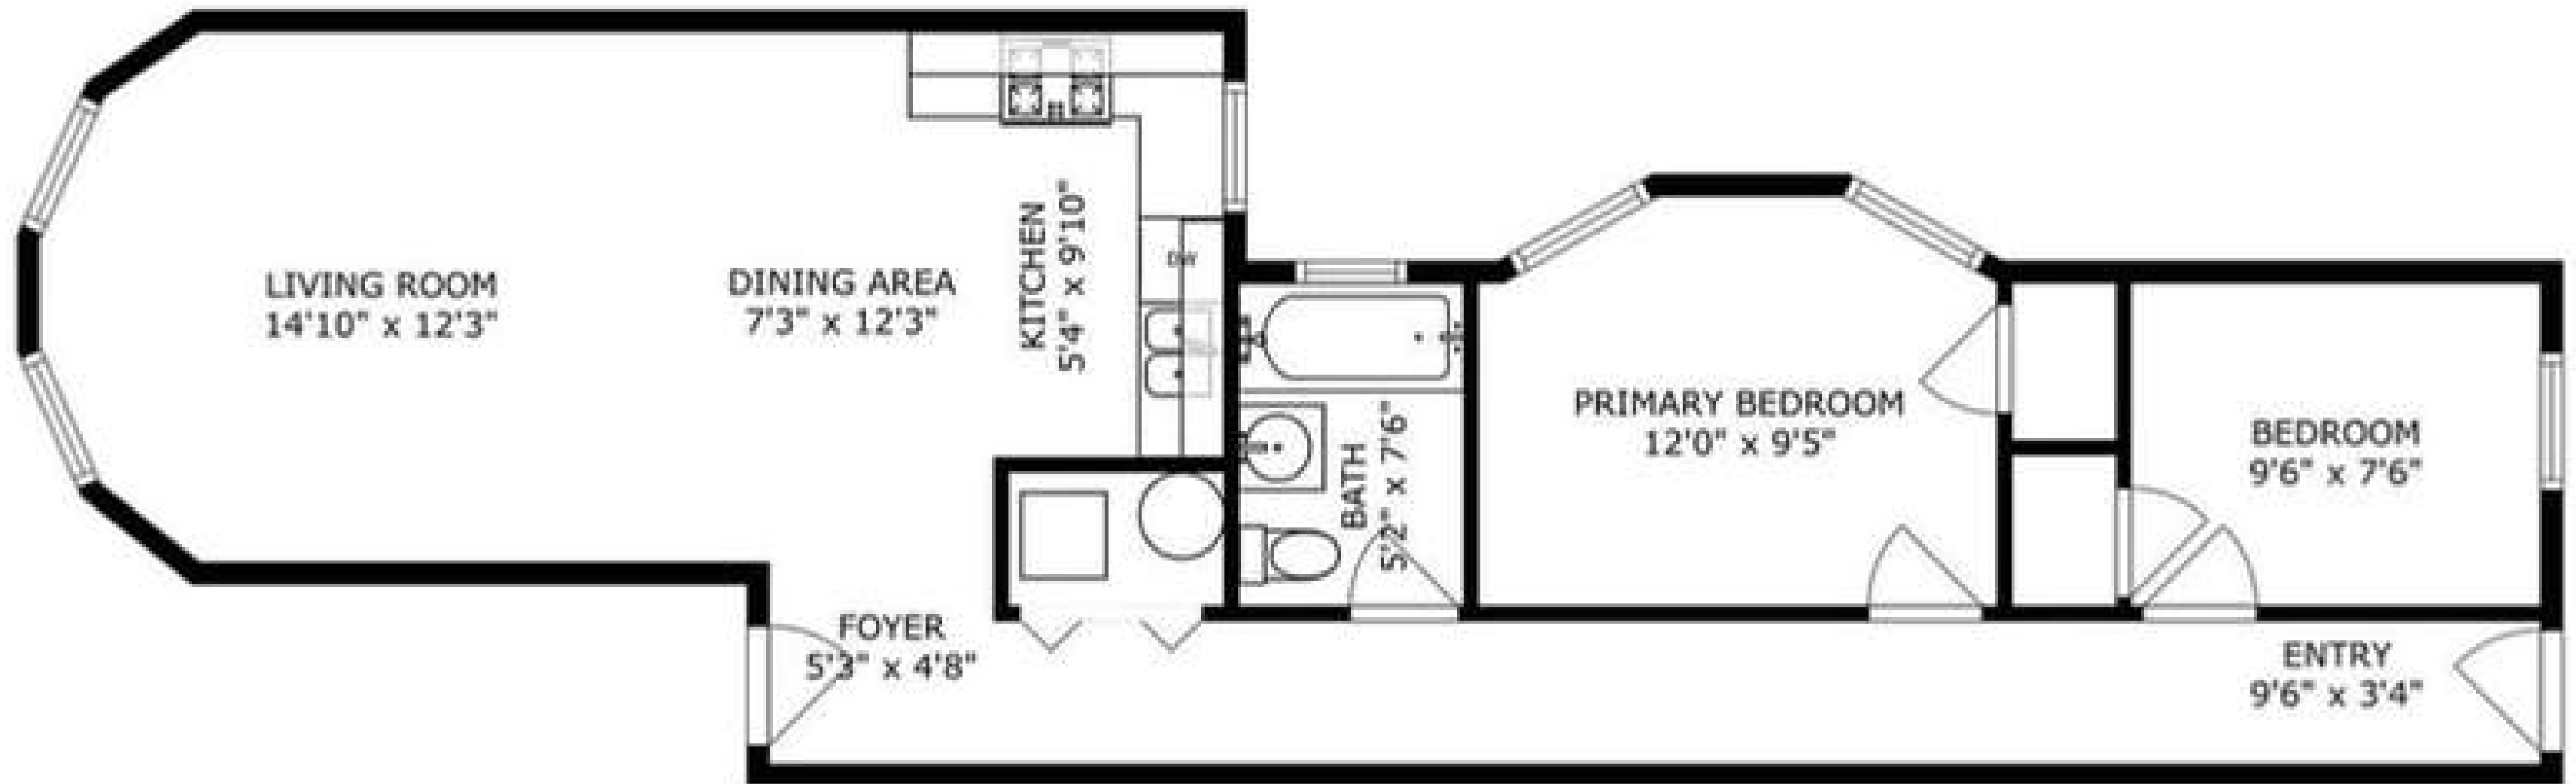 LIVING ROOM
14'10" x 12'3"
DINING AREA
7'3" x 12'3"
KITCHEN
5'4" x 9'10"
DW
BATH
5'2" x 7'6"
PRIMARY BEDROOM
12'0" x 9'5"
BEDROOM
9'6" x 7'6"
FOYER
5'3" x 4'8"
ENTRY
9'6" x 3'4"